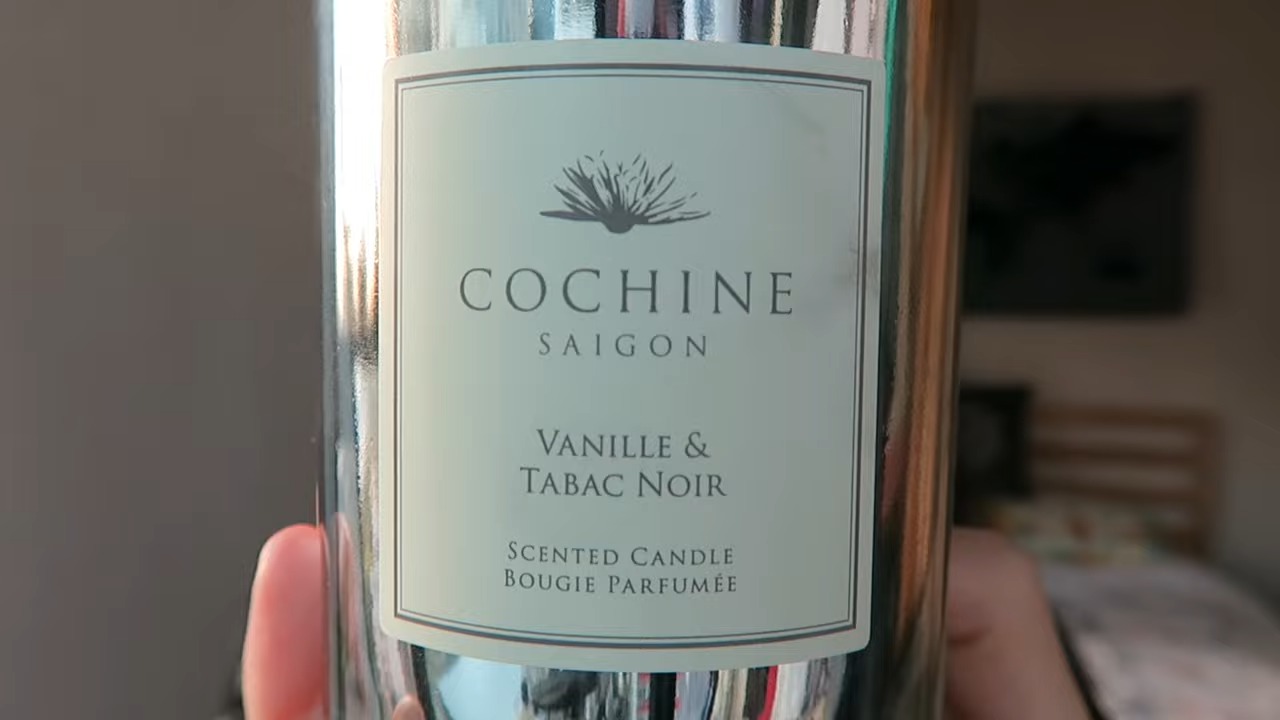 COCHINE
SAIGON
VANILLE &
TABAC NOIR
SCENTED CANDLE
BOUGIE PARFUMÉE